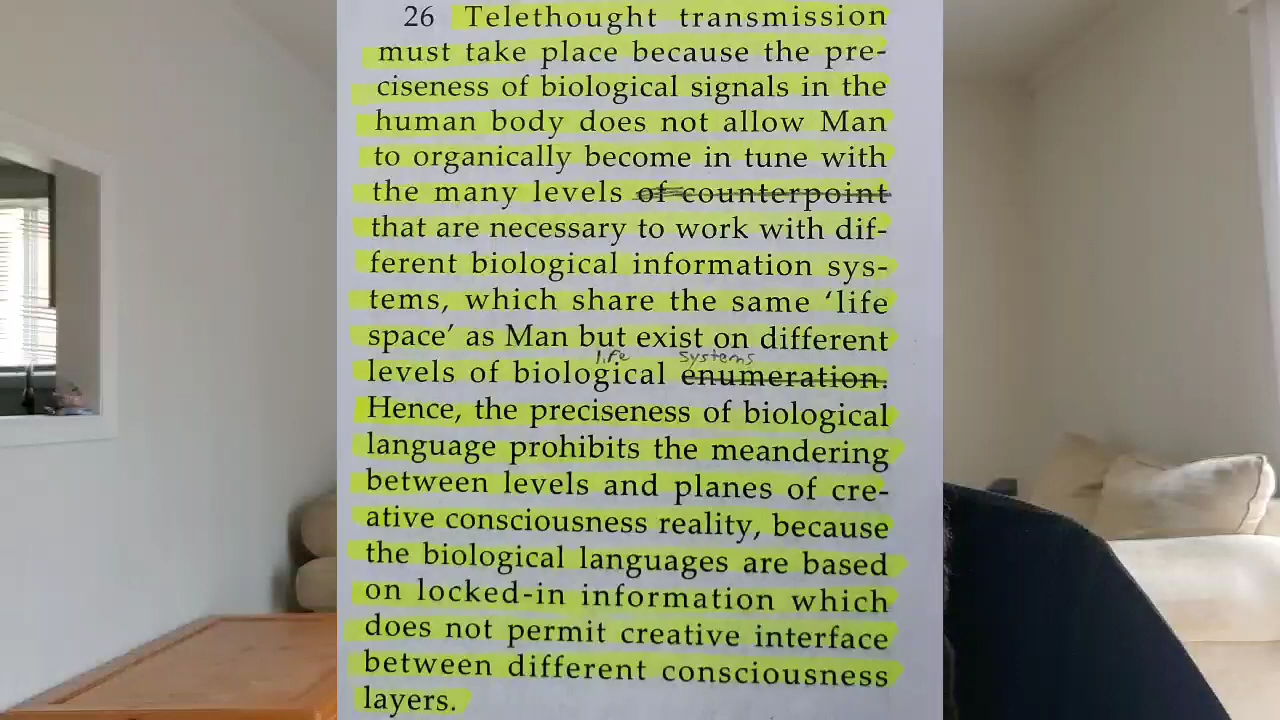 26 Telethought transmission
must take place because the pre-
ciseness of biological signals in the
human body does not allow Man
to organically become in tune with
the many levels of counterpoint
that are necessary to work with dif-
ferent biological information sys-
tems, which share the same ‘life
space’ as Man but exist on different
life systems
levels of biological enumeration.
Hence, the preciseness of biological
language prohibits the meandering
between levels and planes of cre-
ative consciousness reality, because
the biological languages are based
on locked-in information which
does not permit creative interface
between different consciousness
layers.